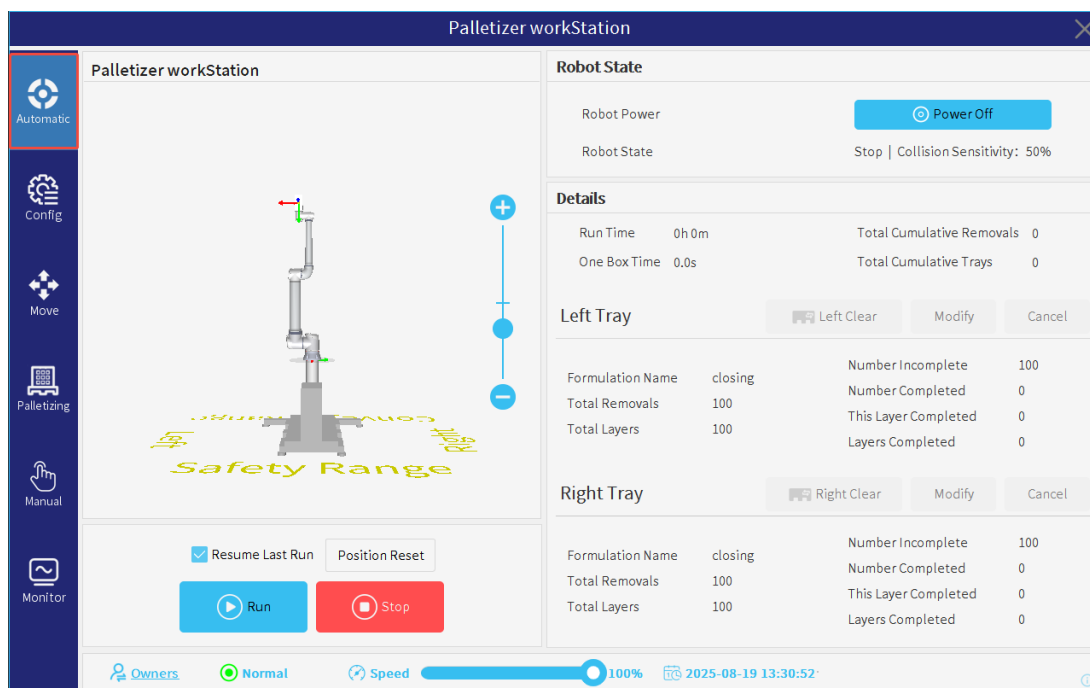 Palletizer workStation
Automatic
Config
Move
Palletizing
Manual
Monitor
Palletizer workStation
Conveyor
Left
Right
Safety Range
Resume Last Run
Position Reset
Run
Stop
Robot State
Robot Power
Power Off
Robot State
Stop | Collision Sensitivity: 50%
Details
Run Time 0h 0m Total Cumulative Removals 0
One Box Time 0.0s Total Cumulative Trays 0
Left Tray Left Clear Modify Cancel
Number Incomplete 100
Formulation Name closing
Number Completed 0
Total Removals 100
This Layer Completed 0
Total Layers 100
Layers Completed 0
Right Tray Right Clear Modify Cancel
Number Incomplete 100
Formulation Name closing
Number Completed 0
Total Removals 100
This Layer Completed 0
Total Layers 100
Layers Completed 0
Owners Normal Speed 100% 2025-08-19 13:30:52